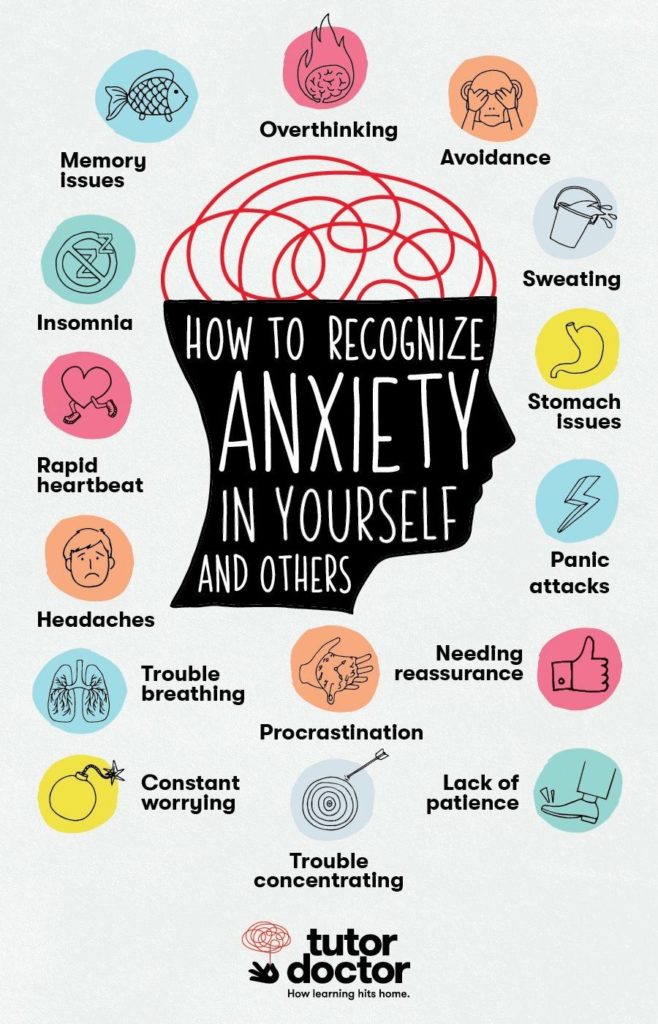 Overthinking
Memory
issues
Avoidance
Insomnia
Sweating
HOW TO RECOGNIZE
ANXIETY
IN YOURSELF
AND OTHERS
Rapid
heartbeat
Stomach
issues
Headaches
Panic
attacks
Trouble
breathing
Procrastination
Needing
reassurance
Constant
worrying
Trouble
concentrating
Lack of
patience
tutor
doctor
How learning hits home.